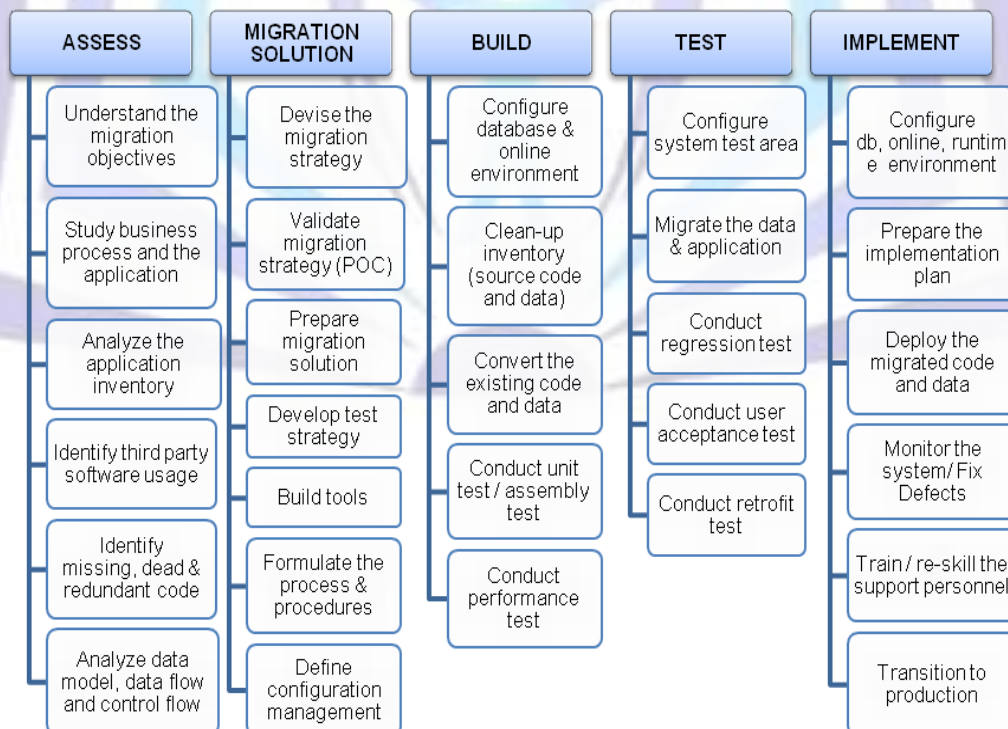 ASSESS
Understand the
migration
objectives
Study business
process and the
application
Analyze the
application
inventory
Identify third party
software usage
Identify
missing, dead &
redundant code
Analyze data
model, data flow
and control flow
MIGRATION
SOLUTION
Devise the
migration
strategy
Validate
migration
strategy (POC)
Prepare
migration
solution
Develop test
strategy
Build tools
Formulate the
process &
procedures
Define
configuration
management
BUILD
Configure
database &
online
environment
Clean-up
inventory
(source code
and data)
Convert the
existing code
and data
Conduct unit
test / assembly
test
Conduct
performance
test
TEST
Configure
system test area
Migrate the data
& application
Conduct
regression test
Conduct user
acceptance test
Conduct retrofit
test
IMPLEMENT
Configure
db, online, runtim
e environment
Prepare the
implementation
plan
Deploy the
migrated code
and data
Monitor the
system/ Fix
Defects
Train / re-skill the
support personnel
Transition to
production